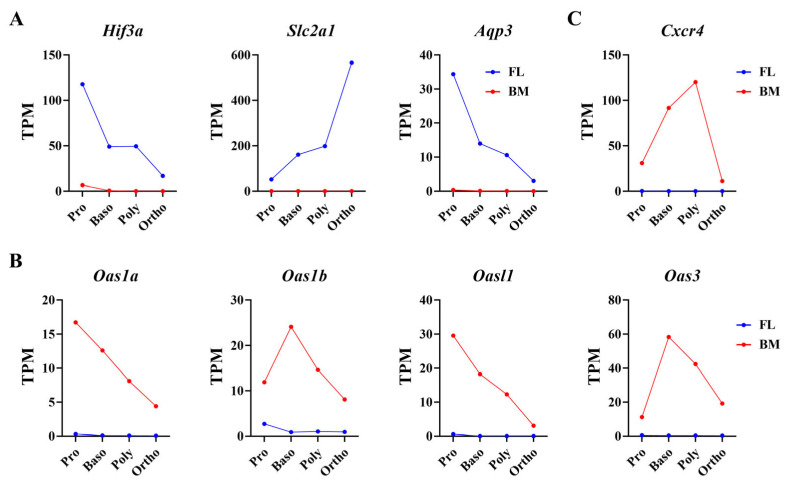 A
Hif3a
Slc2a1
Aqp3
C
Cxcr4
TPM
150
100
50
0
Pro
Baso
Poly
Ortho
600
400
200
0
Pro
Baso
Poly
Ortho
TPM
40
30
20
10
0
FL
BM
Pro
Baso
Poly
Ortho
TPM
150
100
50
0
FL
BM
Pro
Baso
Poly
Ortho
B
Oas1a
Oas1b
Oasl1
Oas3
TPM
20
15
10
5
0
Pro
Baso
Poly
Ortho
TPM
30
20
10
0
Pro
Baso
Poly
Ortho
TPM
40
30
20
10
0
Pro
Baso
Poly
Ortho
TPM
80
60
40
20
0
FL
BM
Pro
Baso
Poly
Ortho